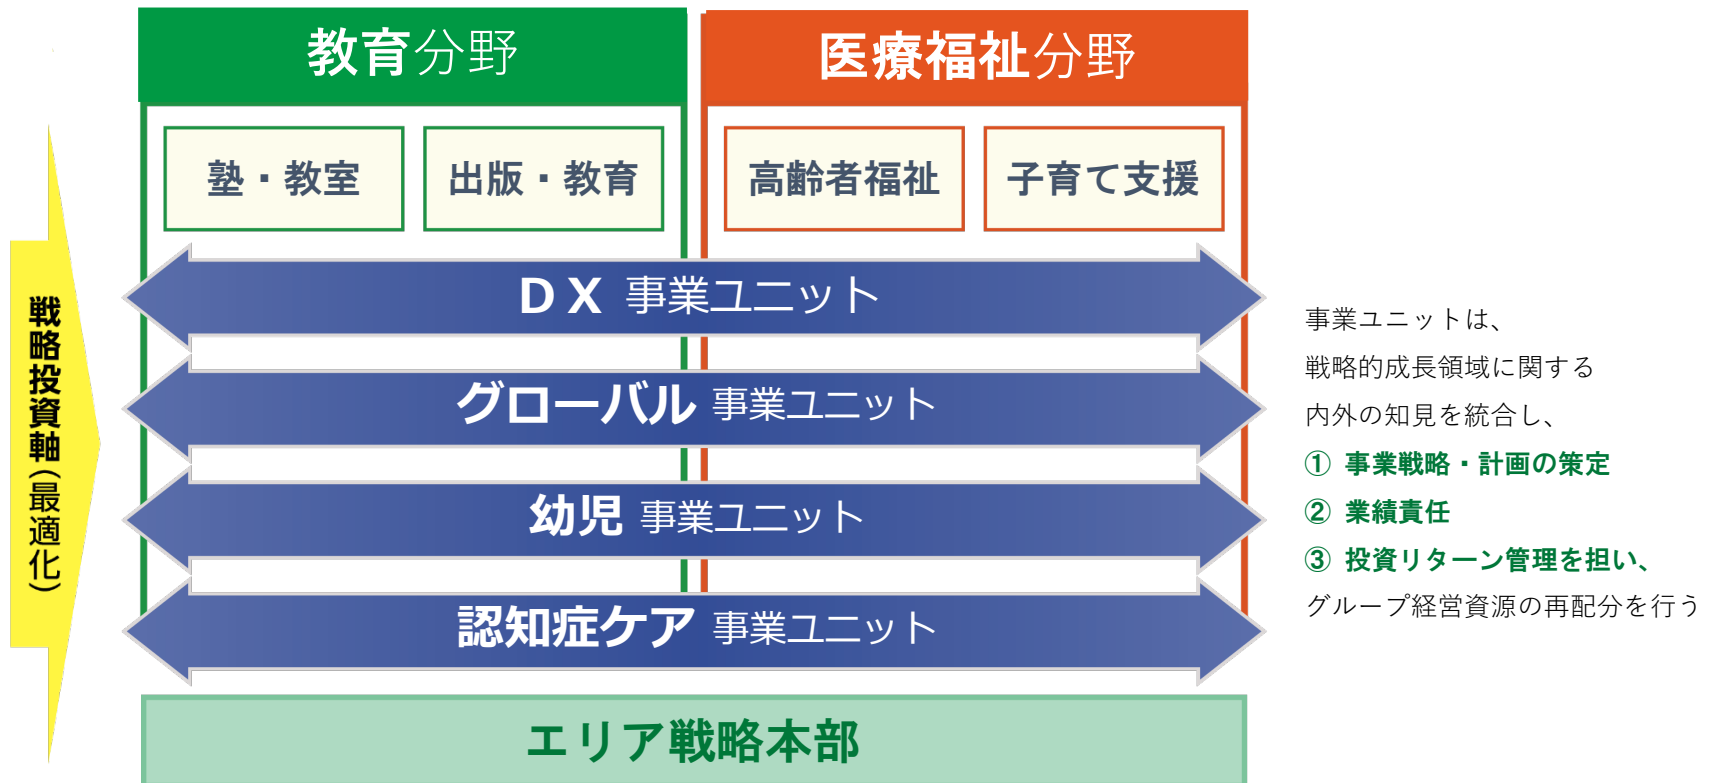 教育分野
医療福祉分野
塾・教室
出版・教育
高齢者福祉
子育て支援
戦略投資軸(最適化)
DX 事業ユニット
グローバル 事業ユニット
幼児 事業ユニット
認知症ケア 事業ユニット
エリア戦略本部
事業ユニットは、
戦略的成長領域に関する
内外の知見を統合し、
① 事業戦略・計画の策定
② 業績責任
③ 投資リターン管理を担い、
グループ経営資源の再配分を行う